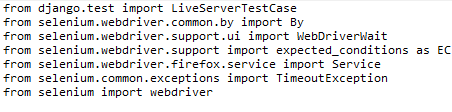 from django.test import LiveServerTestCase
from selenium.webdriver.common.by import By
from selenium.webdriver.support.ui import WebDriverWait
from selenium.webdriver.support import expected_conditions as EC
from selenium.webdriver.firefox.service import Service
from selenium.common.exceptions import TimeoutException
from selenium import webdriver